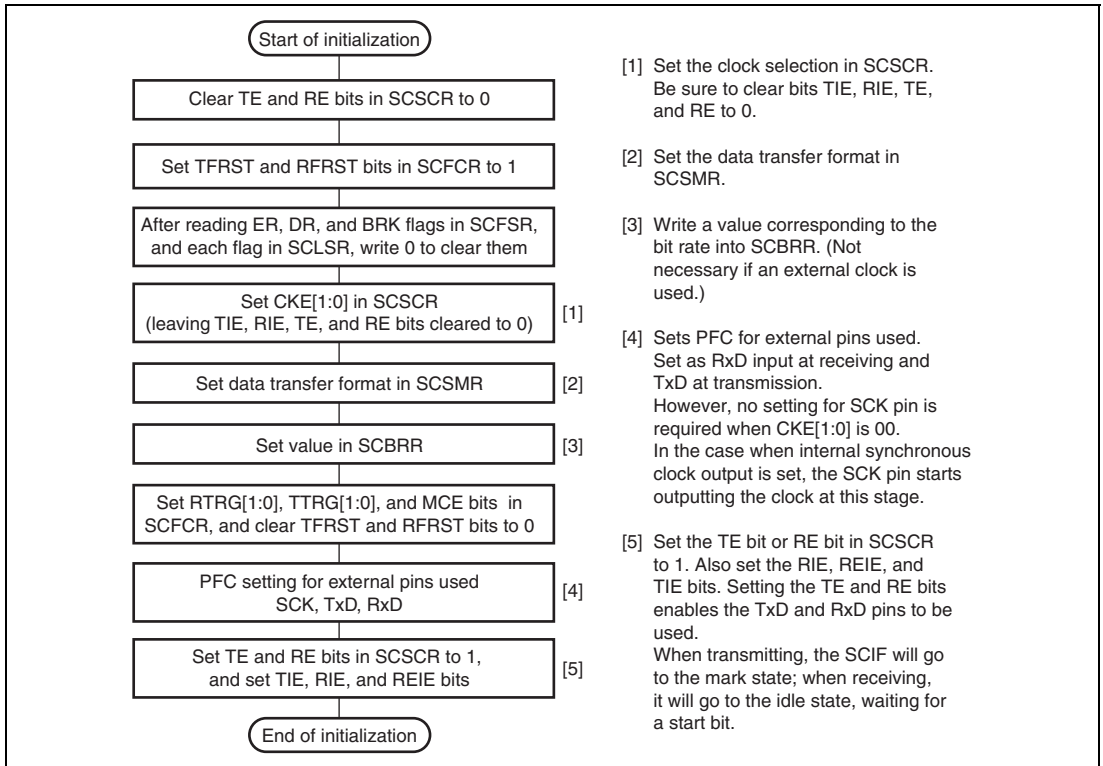 Start of initialization
Clear TE and RE bits in SCSCR to 0
Set TFRST and RFRST bits in SCFCR to 1
After reading ER, DR, and BRK flags in SCFSR,
and each flag in SCLSR, write 0 to clear them
Set CKE[1:0] in SCSCR
(leaving TIE, RIE, TE, and RE bits cleared to 0)
[1]
Set data transfer format in SCSMR
[2]
Set value in SCBRR
[3]
Set RTRG[1:0], TTRG[1:0], and MCE bits in
SCFCR, and clear TFRST and RFRST bits to 0
PFC setting for external pins used
SCK, TxD, RxD
[4]
Set TE and RE bits in SCSCR to 1,
and set TIE, RIE, and REIE bits
[5]
End of initialization
[1] Set the clock selection in SCSCR.
Be sure to clear bits TIE, RIE, TE,
and RE to 0.
[2] Set the data transfer format in
SCSMR.
[3] Write a value corresponding to the
bit rate into SCBRR. (Not
necessary if an external clock is
used.)
[4] Sets PFC for external pins used.
Set as RxD input at receiving and
TxD at transmission.
However, no setting for SCK pin is
required when CKE[1:0] is 00.
In the case when internal synchronous
clock output is set, the SCK pin starts
outputting the clock at this stage.
[5] Set the TE bit or RE bit in SCSCR
to 1. Also set the RIE, REIE, and
TIE bits. Setting the TE and RE bits
enables the TxD and RxD pins to be
used.
When transmitting, the SCIF will go
to the mark state; when receiving,
it will go to the idle state, waiting for
a start bit.